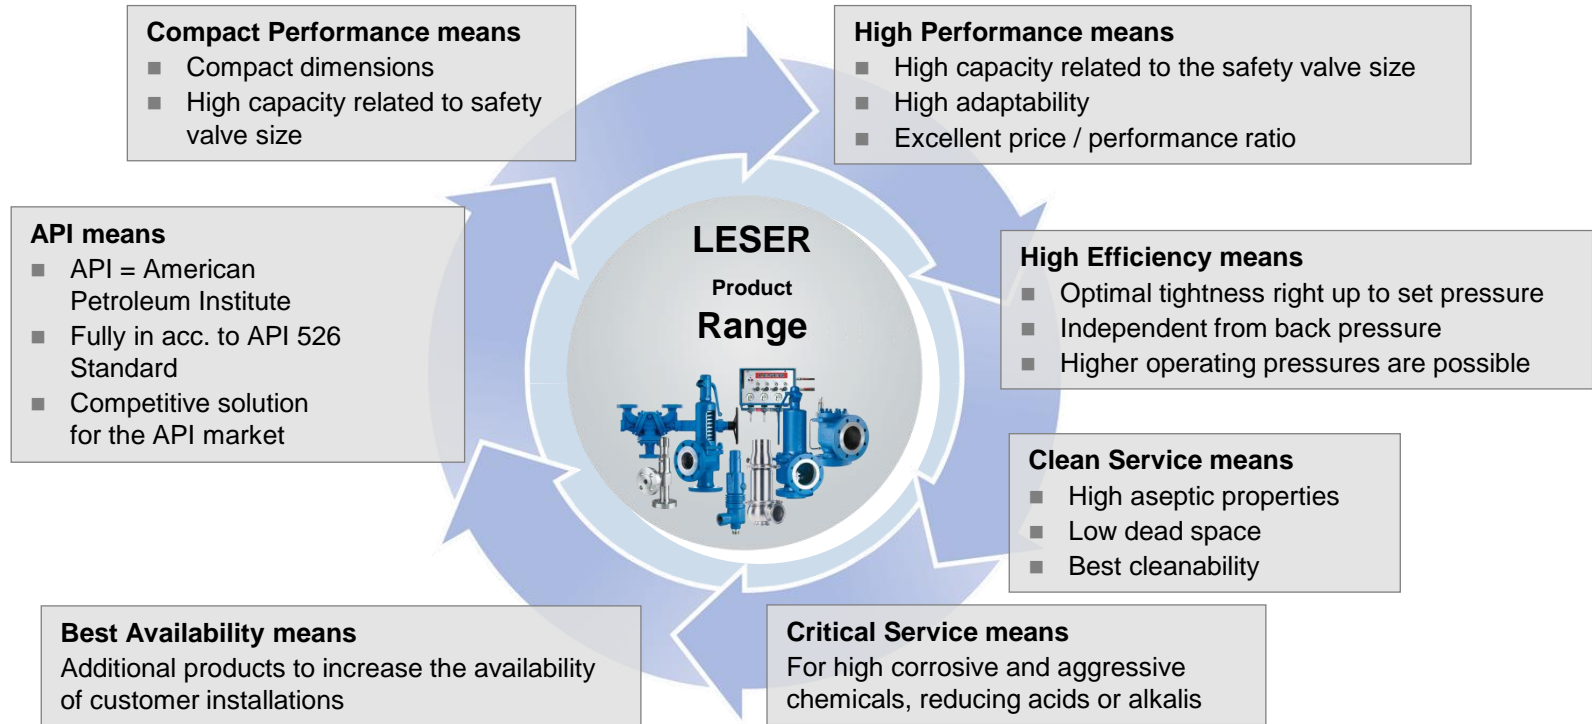 Compact Performance means
■ Compact dimensions
■ High capacity related to safety
valve size
High Performance means
■ High capacity related to the safety valve size
■ High adaptability
■ Excellent price / performance ratio
API means
■ API = American
Petroleum Institute
■ Fully in acc. to API 526
Standard
■ Competitive solution
for the API market
LESER
Product
Range
High Efficiency means
■ Optimal tightness right up to set pressure
■ Independent from back pressure
■ Higher operating pressures are possible
Clean Service means
■ High aseptic properties
■ Low dead space
■ Best cleanability
Best Availability means
Additional products to increase the availability
of customer installations
Critical Service means
For high corrosive and aggressive
chemicals, reducing acids or alkalis